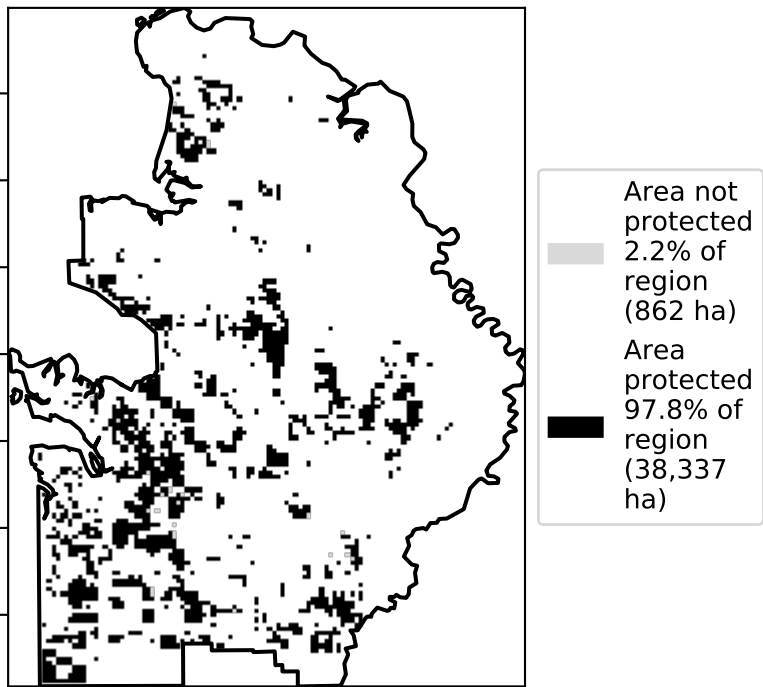 Area not
protected
2.2% of
region
(862 ha)
Area
protected
97.8% of
region
(38,337
ha)